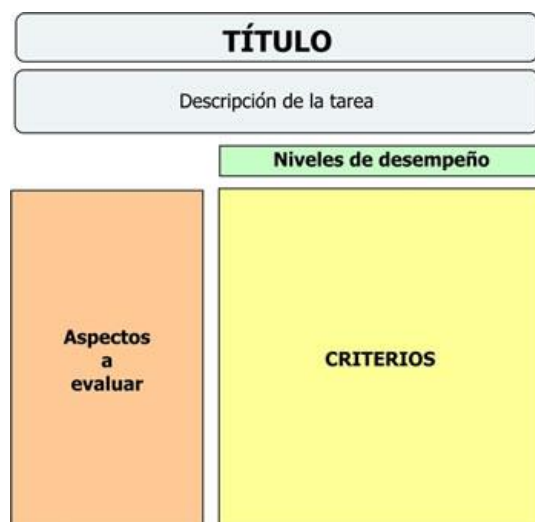 TÍTULO
Descripción de la tarea
Niveles de desempeño
Aspectos
a
evaluar
CRITERIOS